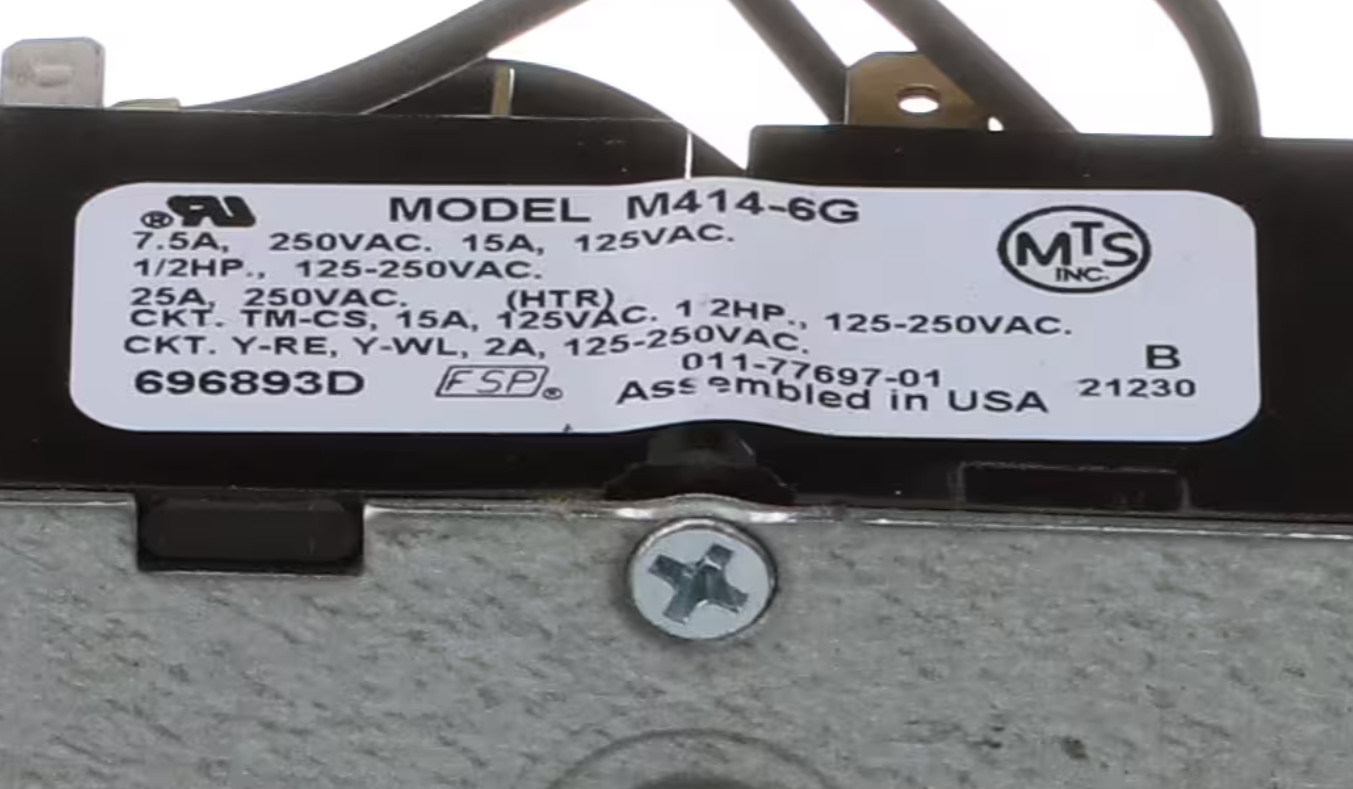 ® MODEL M414-6G
7.5A, 250VAC. 15A, 125VAC.
1/2HP., 125-250VAC.
25A, 250VAC. (HTR)
CKT. TM-CS, 15A, 125VAC. 1 2HP., 125-250VAC.
CKT. Y-RE, Y-WL, 2A, 125-250VAC.
011-77697-01
696893D FSP® Assembled in USA
MTS
INC.
B
21230